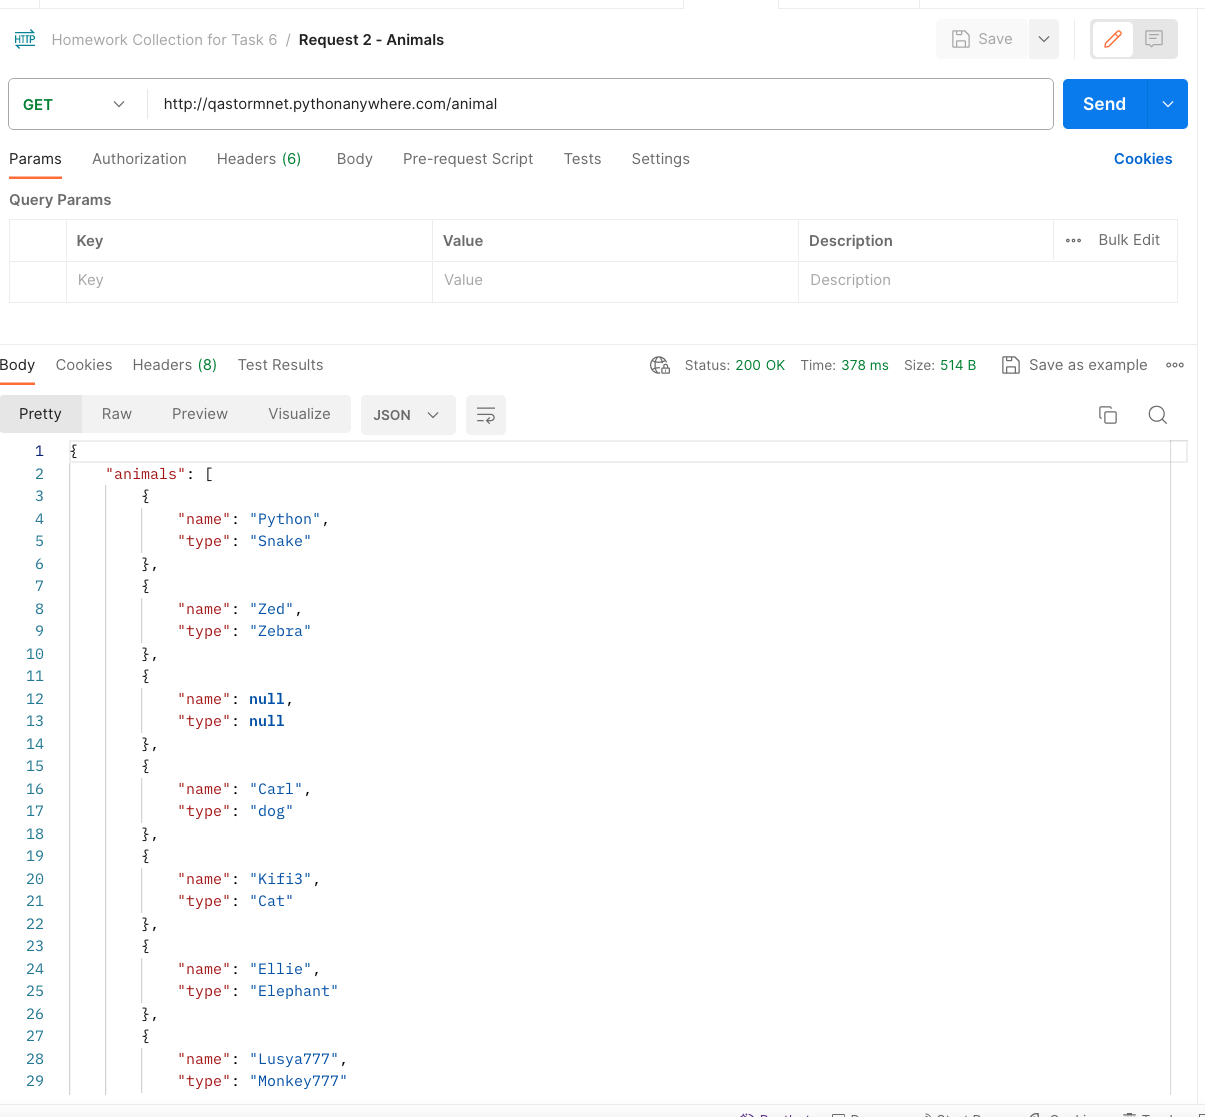 HTTP Homework Collection for Task 6 / Request 2 - Animals Save
GET http://qastormnet.pythonanywhere.com/animal Send
Params Authorization Headers (6) Body Pre-request Script Tests Settings Cookies
Query Params
Key Value Description Bulk Edit
Key Value Description
Body Cookies Headers (8) Test Results Status: 200 OK Time: 378 ms Size: 514 B Save as example
Pretty Raw Preview Visualize JSON
1 {
2 "animals": [
3 {
4 "name": "Python",
5 "type": "Snake"
6 },
7 {
8 "name": "Zed",
9 "type": "Zebra"
10 },
11 {
12 "name": null,
13 "type": null
14 },
15 {
16 "name": "Carl",
17 "type": "dog"
18 },
19 {
20 "name": "Kifi3",
21 "type": "Cat"
22 },
23 {
24 "name": "Ellie",
25 "type": "Elephant"
26 },
27 {
28 "name": "Lusya777",
29 "type": "Monkey777"